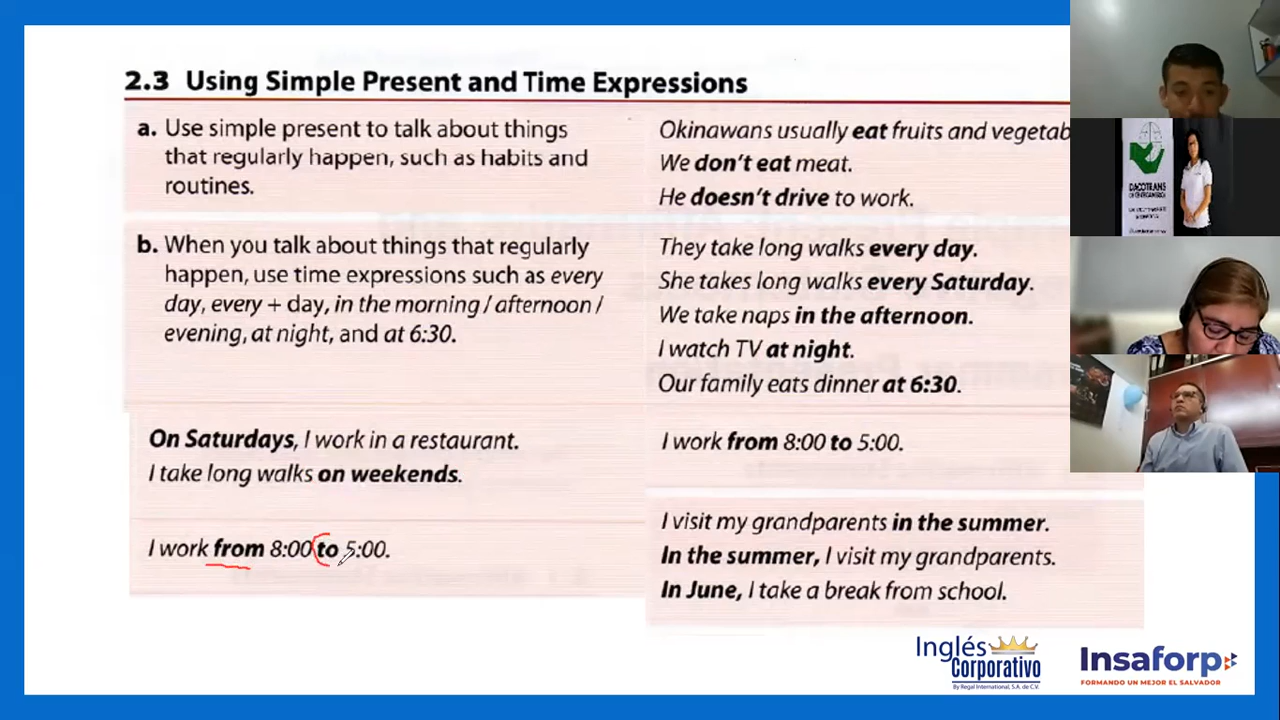 2.3 Using Simple Present and Time Expressions
a. Use simple present to talk about things
that regularly happen, such as habits and
routines.
Okinawans usually eat fruits and vegetab
We don't eat meat.
He doesn't drive to work.
b. When you talk about things that regularly
happen, use time expressions such as every
day, every + day, in the morning / afternoon /
evening, at night, and at 6:30.
They take long walks every day.
She takes long walks every Saturday.
We take naps in the afternoon.
I watch TV at night.
Our family eats dinner at 6:30.
On Saturdays, I work in a restaurant.
I take long walks on weekends.
I work from 8:00 to 5:00.
I work from 8:00 to 5:00.
I visit my grandparents in the summer.
In the summer, I visit my grandparents.
In June, I take a break from school.
DACOTRANS
Inglés
Corporativo
By Regal International, S.A. de C.V.
Insaforp
FORMANDO UN MEJOR EL SALVADOR